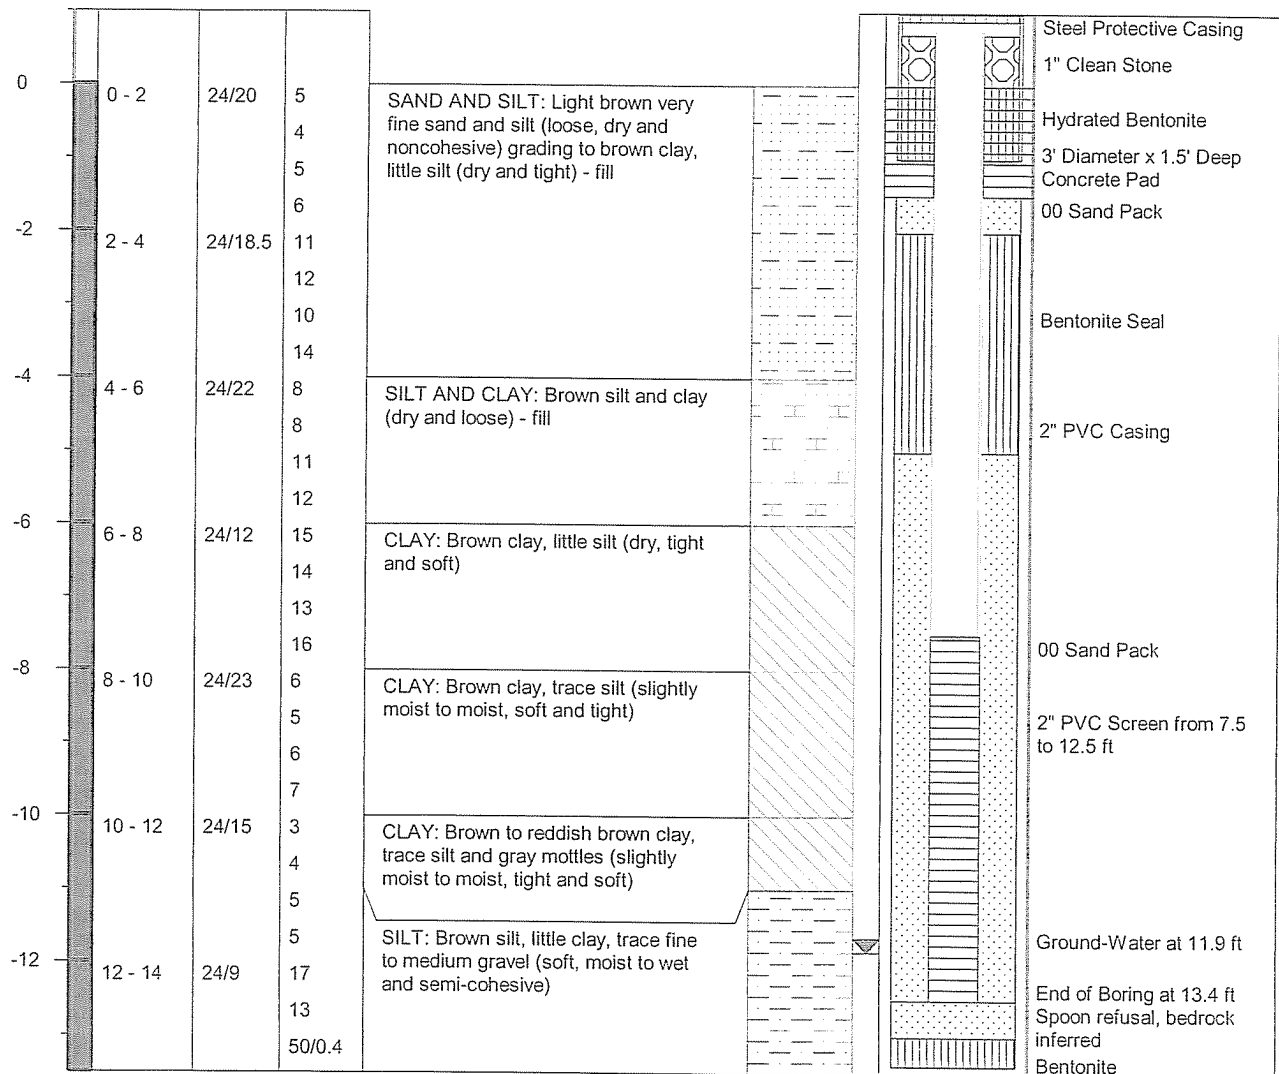 Steel Protective Casing
1" Clean Stone
0
0 - 2 24/20 5
4
5
6
SAND AND SILT: Light brown very
fine sand and silt (loose, dry and
noncohesive) grading to brown clay,
little silt (dry and tight) - fill
Hydrated Bentonite
3' Diameter x 1.5' Deep
Concrete Pad
00 Sand Pack
-2
2 - 4 24/18.5 11
12
10
14
Bentonite Seal
-4
4 - 6 24/22 8
8
11
12
SILT AND CLAY: Brown silt and clay
(dry and loose) - fill
2" PVC Casing
-6
6 - 8 24/12 15
14
13
16
CLAY: Brown clay, little silt (dry, tight
and soft)
00 Sand Pack
-8
8 - 10 24/23 6
5
6
7
CLAY: Brown clay, trace silt (slightly
moist to moist, soft and tight)
2" PVC Screen from 7.5
to 12.5 ft
-10
10 - 12 24/15 3
4
5
5
CLAY: Brown to reddish brown clay,
trace silt and gray mottles (slightly
moist to moist, tight and soft)
SILT: Brown silt, little clay, trace fine
to medium gravel (soft, moist to wet
and semi-cohesive)
Ground-Water at 11.9 ft
-12
12 - 14 24/9 17
13
50/0.4
End of Boring at 13.4 ft
Spoon refusal, bedrock
inferred
Bentonite